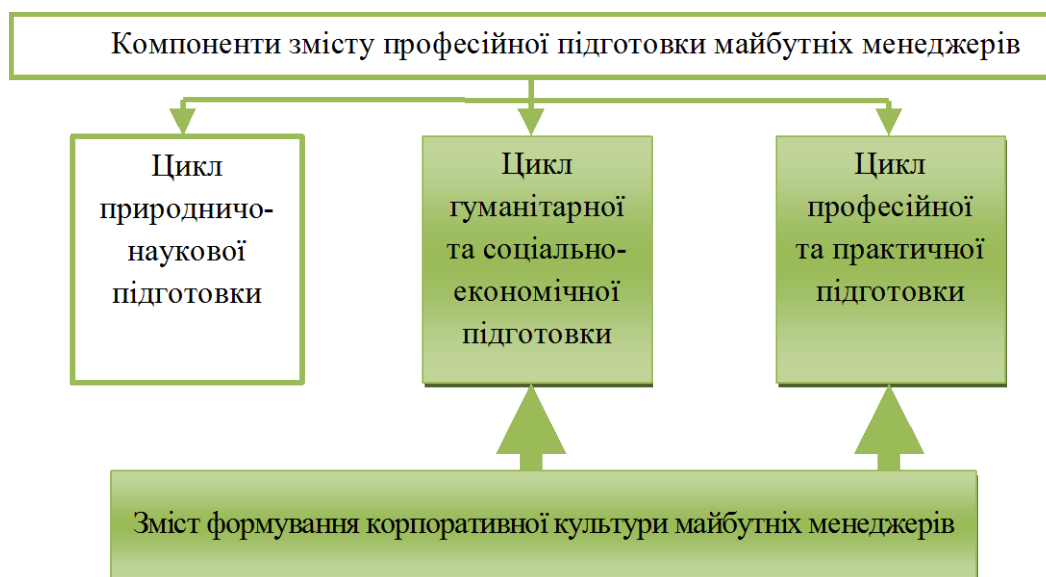 Компоненти змісту професійної підготовки майбутніх менеджерів
Цикл
природничо-
наукової
підготовки
Цикл
гуманітарної
та соціально-
економічної
підготовки
Цикл
професійної
та практичної
підготовки
Зміст формування корпоративної культури майбутніх менеджерів